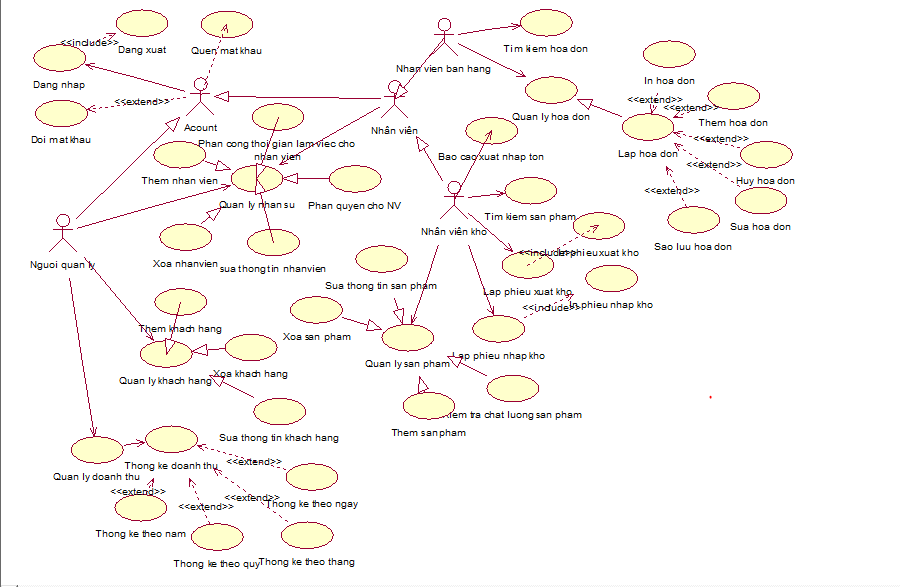 <<include>>
Dang xuat
Quen mat khau
Dang nhap
<<extend>>
Doi mat khau
Acount
Nhan vien ban hang
Tim kiem hoa don
Quan ly hoa don
In hoa don
<<extend>>
<<extend>>
Them hoa don
<<extend>>
Lap hoa don
<<extend>>
Huy hoa don
<<extend>>
Sua hoa don
Sao luu hoa don
Nhân viên
Phan cong thoi gian lam viec cho
nhan vien
Bao cao xuat nhap ton
Them nhan vien
Quan ly nhan su
Phan quyen cho NV
Tim kiem san pham
Nhân viên kho
Nguoi quan ly
Xoa nhanvien
sua thong tin nhanvien
<<include>>
In phieu xuat kho
Lap phieu xuat kho
Sua thong tin san pham
<<include>>
In phieu nhap kho
Them khach hang
Xoa san pham
Lap phieu nhap kho
Quan ly san pham
Quan ly khach hang
Xoa khach hang
iem tra chat luong san pham
Them san pham
Sua thong tin khach hang
Thong ke doanh thu
<<extend>>
Quan ly doanh thu
<<extend>>
<<extend>>
<<extend>>
Thong ke theo ngay
Thong ke theo nam
Thong ke theo quy
Thong ke theo thang